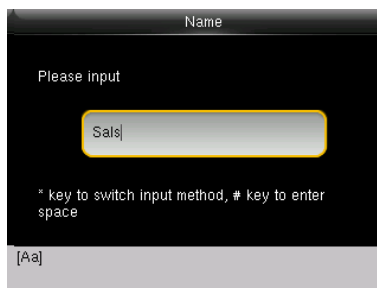 Name
Please input
Sals
* key to switch input method, # key to enter
space
[Aa]